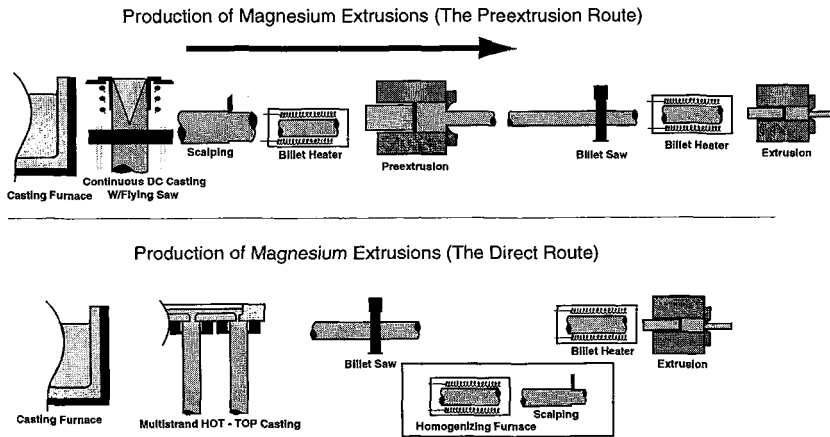 Production of Magnesium Extrusions (The Preextrusion Route)
Scalping
Billet Heater
Preextrusion
Billet Saw
Billet Heater
Extrusion
Casting Furnace
Continuous DC Casting
W/Flying Saw
Production of Magnesium Extrusions (The Direct Route)
Casting Furnace
Multistrand HOT - TOP Casting
Billet Saw
Billet Heater
Extrusion
Homogenizing Furnace
Scalping